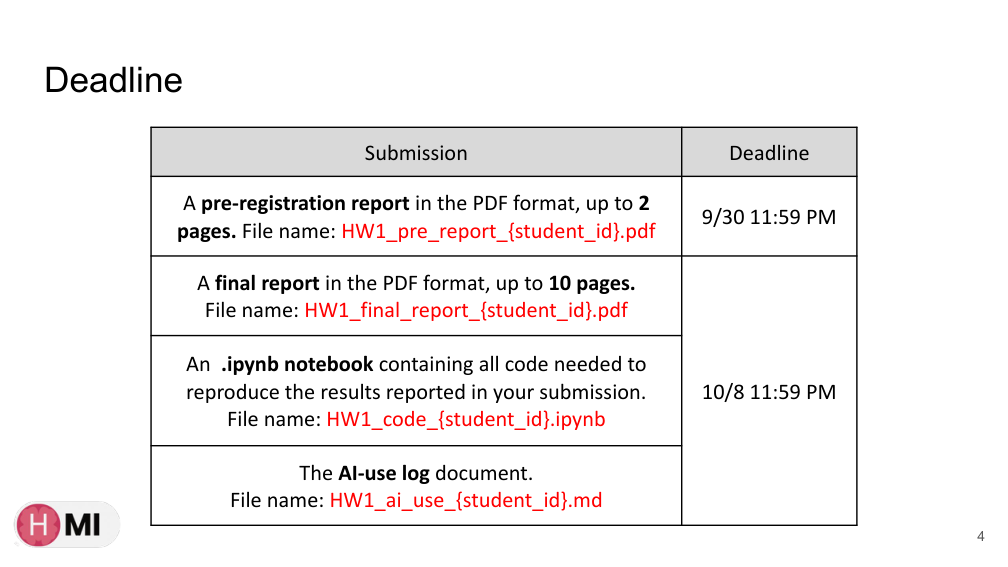 Deadline
Submission
Deadline
A pre-registration report in the PDF format, up to 2
pages. File name: HW1_pre_report_{student_id}.pdf
9/30 11:59 PM
A final report in the PDF format, up to 10 pages.
File name: HW1_final_report_{student_id}.pdf
An .ipynb notebook containing all code needed to
reproduce the results reported in your submission.
File name: HW1_code_{student_id}.ipynb
10/8 11:59 PM
The AI-use log document.
File name: HW1_ai_use_{student_id}.md
H MI
4